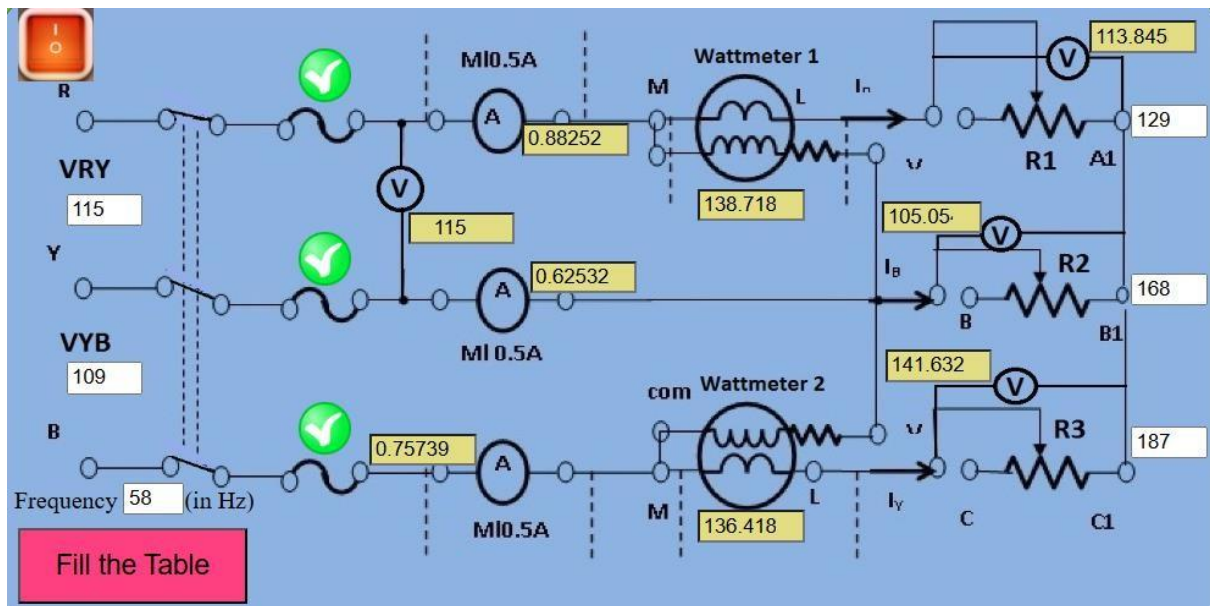 I
O
R
MI0.5A
A
0.88252
Wattmeter 1
M
L
V
113.845
129
R1
A1
VRY
115
V
115
138.718
105.05
V
Y
A
0.62532
R2
168
B
B1
MI 0.5A
VYB
109
141.632
V
com
Wattmeter 2
B
0.75739
A
R3
187
Frequency 58 (in Hz)
M
L
C
C1
MI0.5A
136.418
Fill the Table